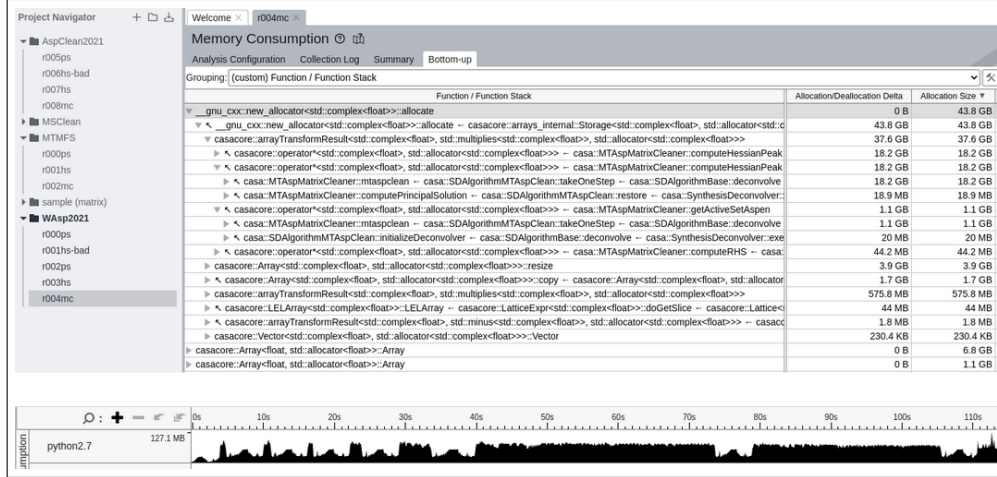 Project Navigator
Welcome × r004mc ×
AspClean2021
Memory Consumption
r005ps
Analysis Configuration Collection Log Summary Bottom-up
r006hs-bad
r007hs
Grouping: (custom) Function / Function Stack
r008mc
Function / Function Stack Allocation/Deallocation Delta Allocation Size ▼
MSClean
__gnu_cxx::new_allocator<std::complex<float>>::allocate 0 B 43.8 GB
MTMFS
↖ __gnu_cxx::new_allocator<std::complex<float>>::allocate ← casacore::arrays_internal::Storage<std::complex<float>, std::allocator<std::c 43.8 GB 43.8 GB
r000ps
casacore::arrayTransformResult<std::complex<float>, std::multiplies<std::complex<float>>, std::allocator<std::complex<float>>> 37.6 GB 37.6 GB
r001hs
↖ casacore::operator*<std::complex<float>, std::allocator<std::complex<float>>> ← casa::MTAspMatrixCleaner::computeHessianPeak 18.2 GB 18.2 GB
↖ casacore::operator*<std::complex<float>, std::allocator<std::complex<float>>> ← casa::MTAspMatrixCleaner::computeHessianPeak 18.2 GB 18.2 GB
r002mc
↖ casa::MTAspMatrixCleaner::mtaspclean ← casa::SDAlgorithmMTAspClean::takeOneStep ← casa::SDAlgorithmBase::deconvolve 18.2 GB 18.2 GB
sample (matrix)
↖ casa::MTAspMatrixCleaner::computePrincipalSolution ← casa::SDAlgorithmMTAspClean::restore ← casa::SynthesisDeconvolver:: 18.9 MB 18.9 MB
WAsp2021
↖ casacore::operator*<std::complex<float>, std::allocator<std::complex<float>>> ← casa::MTAspMatrixCleaner::getActiveSetAspen 1.1 GB 1.1 GB
r000ps
↖ casa::MTAspMatrixCleaner::mtaspclean ← casa::SDAlgorithmMTAspClean::takeOneStep ← casa::SDAlgorithmBase::deconvolve 1.1 GB 1.1 GB
↖ casa::SDAlgorithmMTAspClean::initializeDeconvolver ← casa::SDAlgorithmBase::deconvolve ← casa::SynthesisDeconvolver::exe 20 MB 20 MB
r001hs-bad
↖ casacore::operator*<std::complex<float>, std::allocator<std::complex<float>>> ← casa::MTAspMatrixCleaner::computeRHS ← casa: 44.2 MB 44.2 MB
r002ps
casacore::Array<std::complex<float>, std::allocator<std::complex<float>>>::resize 3.9 GB 3.9 GB
r003hs
↖ casacore::Array<std::complex<float>, std::allocator<std::complex<float>>>::copy ← casacore::Array<std::complex<float>, std::allocator 1.7 GB 1.7 GB
r004mc
casacore::arrayTransformResult<std::complex<float>, std::multiplies<std::complex<float>>, std::allocator<std::complex<float>>> 575.8 MB 575.8 MB
↖ casacore::LELArray<std::complex<float>>::LELArray ← casacore::LatticeExpr<std::complex<float>>::doGetSlice ← casacore::Lattice<s 44 MB 44 MB
↖ casacore::arrayTransformResult<std::complex<float>, std::minus<std::complex<float>>, std::allocator<std::complex<float>>> ← casacc 1.8 MB 1.8 MB
casacore::Vector<std::complex<float>, std::allocator<std::complex<float>>>::Vector 230.4 KB 230.4 KB
casacore::Array<float, std::allocator<float>>::Array 0 B 6.8 GB
casacore::Array<float, std::allocator<float>>::Array 0 B 1.1 GB
0s 10s 20s 30s 40s 50s 60s 70s 80s 90s 100s 110s
python2.7 127.1 MB
umption